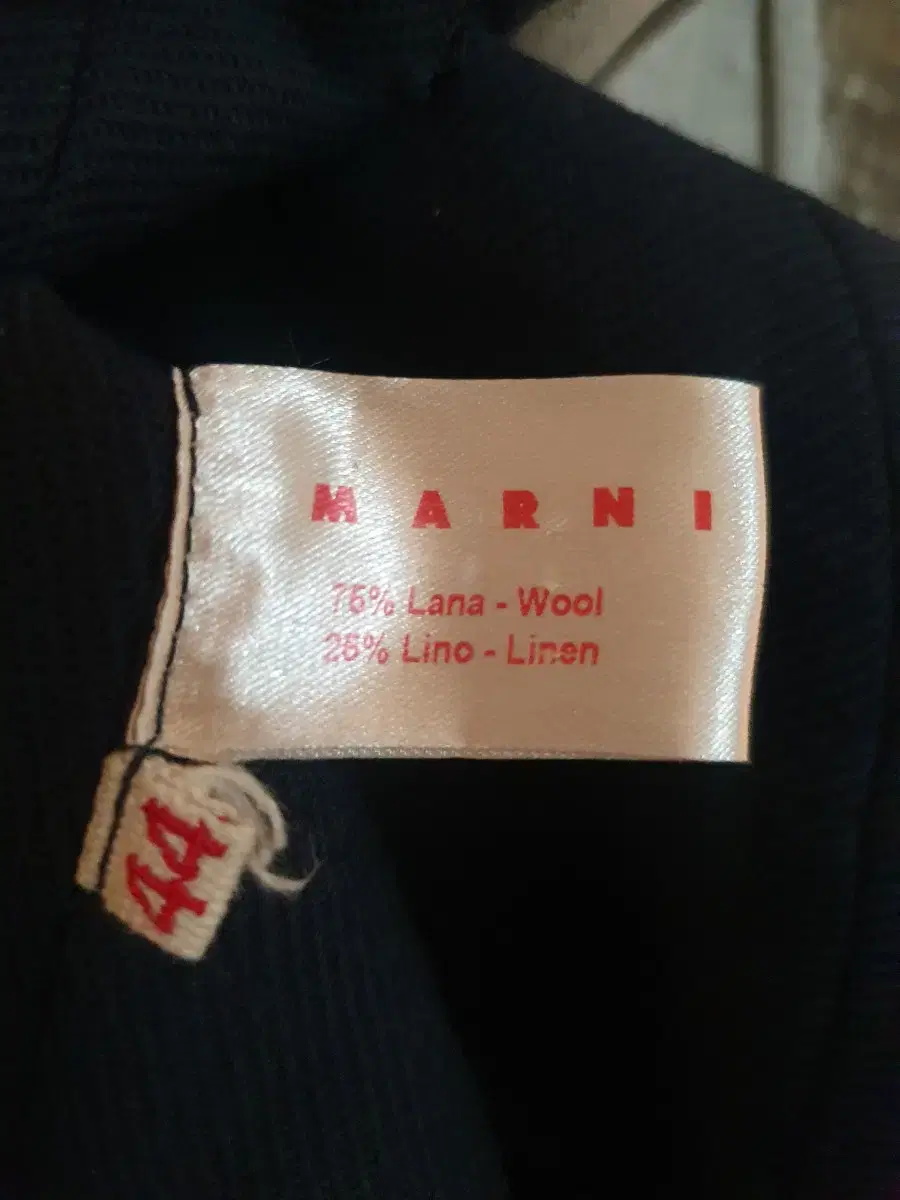 MARNI
75% Lana - Wool
25% Lino - Linen
44